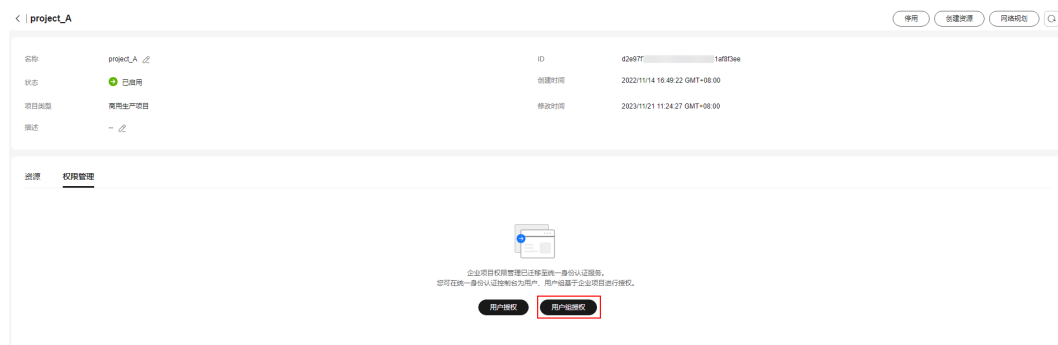 < | project_A
停用 创建资源 网络规划
名称 project_A ID d2e97f 1af8f3ee
状态 已启用 创建时间 2022/11/14 16:49:22 GMT+08:00
项目类型 商用生产项目 修改时间 2023/11/21 11:24:27 GMT+08:00
描述 --
资源 权限管理
企业项目权限管理已迁移至统一身份认证服务。
您可在统一身份认证控制台为用户、用户组基于企业项目进行授权。
用户授权 用户组授权